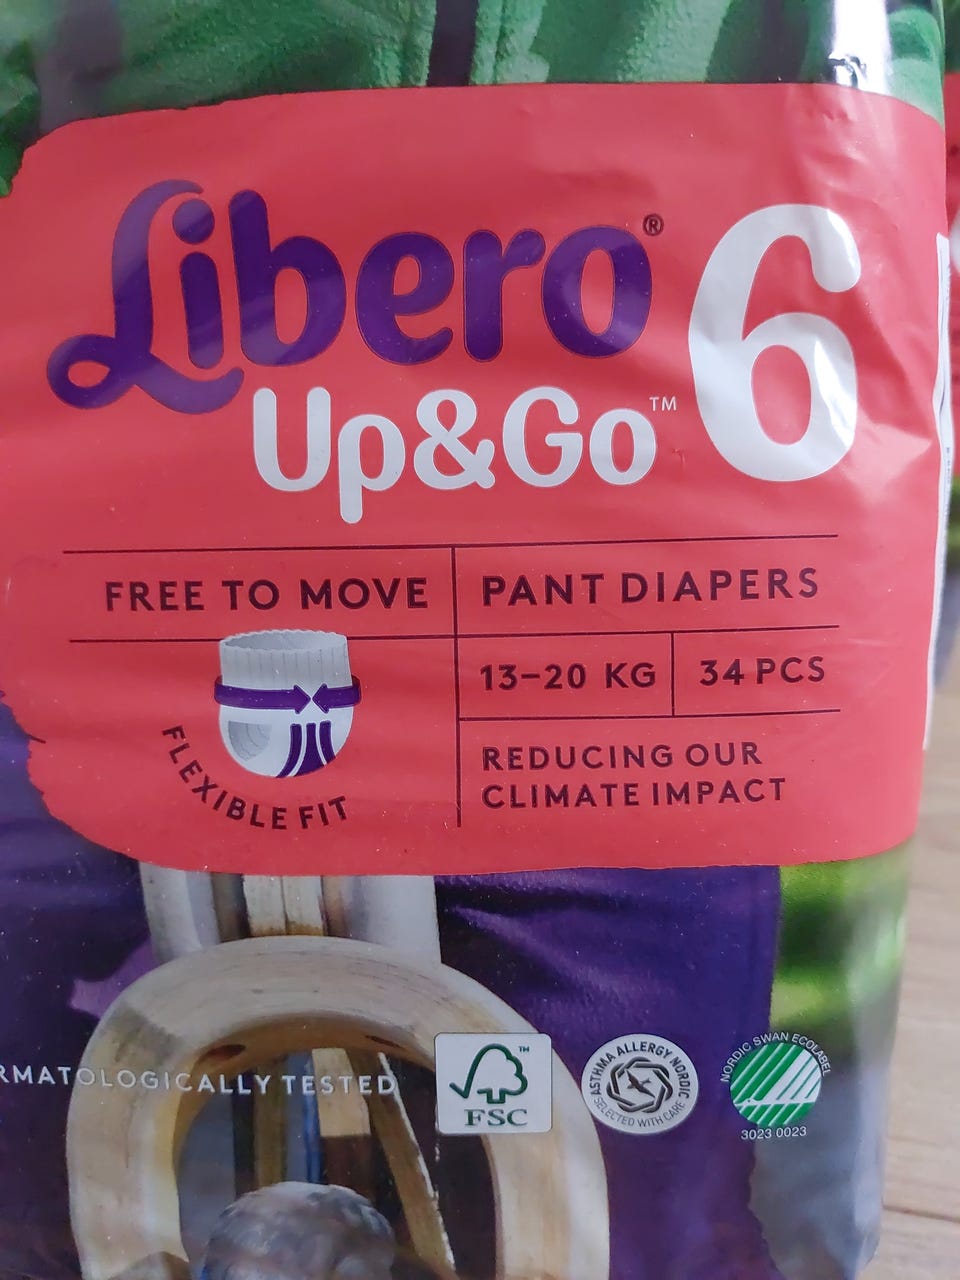 Libero®
Up&Go™
6
FREE TO MOVE
PANT DIAPERS
13-20 KG
34 PCS
FLEXIBLE FIT
REDUCING OUR
CLIMATE IMPACT
TESTED
™
FSC
ASTHMA ALLERGY NORDIC
SELECTED WITH CARE
NORDIC SWAN ECOLABEL
3023 0023